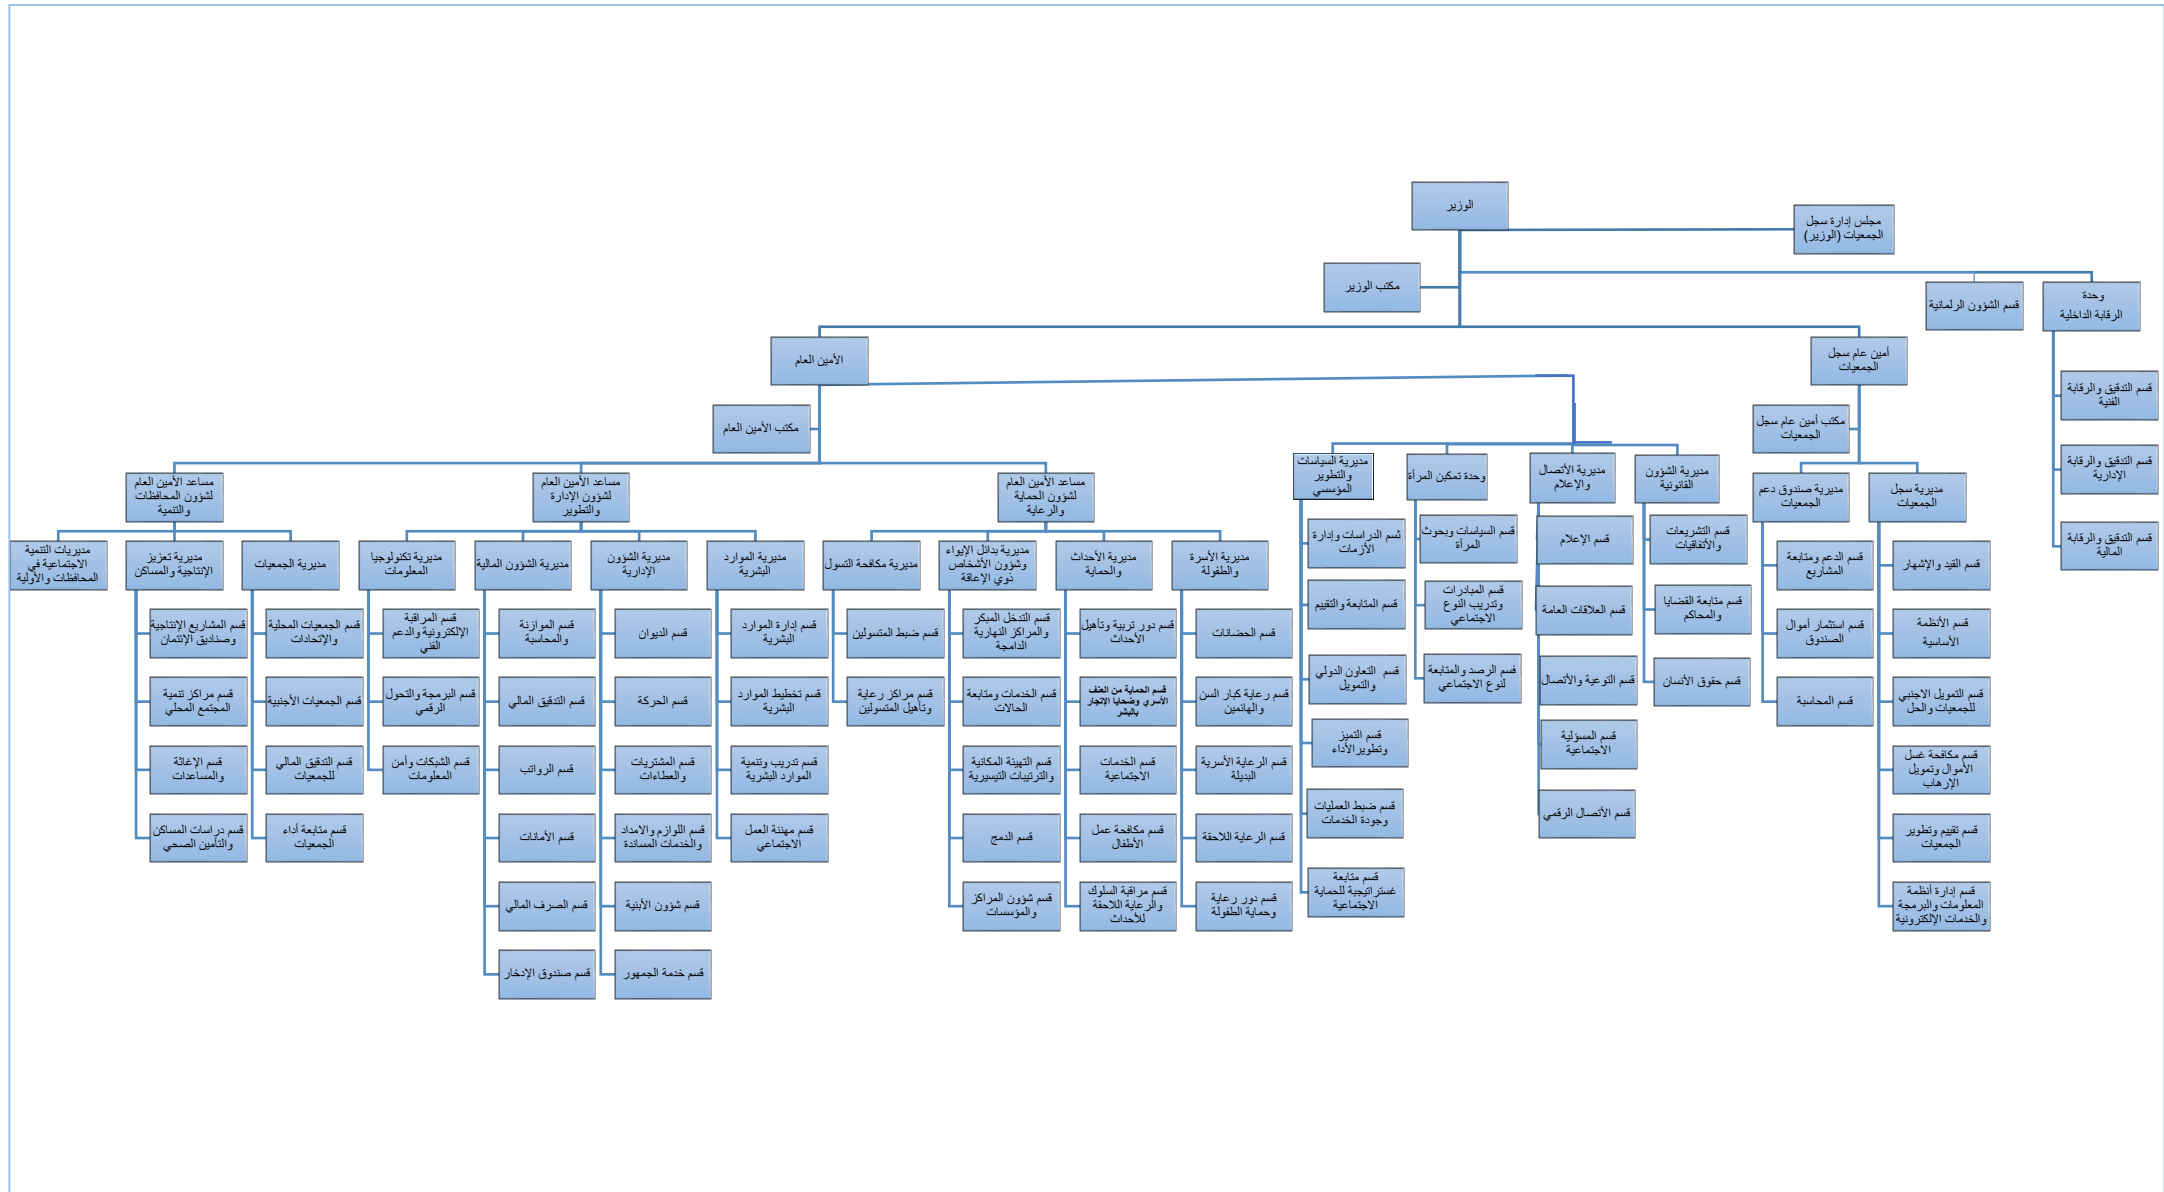 الوزير
مجلس إدارة سجل
الجمعيات (الوزير)
مكتب الوزير
قسم الشؤون الرلمانية
وحدة
الرقابة الداخلية
قسم التدقيق والرقابة
الفنية
قسم التدقيق والرقابة
الإدارية
قسم التدقيق والرقابة
المالية
أمين عام سجل
الجمعيات
مكتب أمين عام سجل
الجمعيات
مديرية سجل
الجمعيات
قسم القيد والإشهار
قسم الأنظمة
الأساسية
قسم التمويل الاجنبي
للجمعيات والحل
قسم مكافحة غسل
الأموال وتمويل
الإرهاب
قسم تقييم وتطوير
الجمعيات
قسم إدارة أنظمة
المعلومات والبرمجة
والخدمات الإلكترونية
مديرية صندوق دعم
الجمعيات
قسم الدعم ومتابعة
المشاريع
قسم استثمار أموال
الصندوق
قسم المحاسبة
الأمين العام
مكتب الأمين العام
مديرية الشؤون
القانونية
قسم التشريعات
والأتفاقيات
قسم متابعة القضايا
والمحاكم
قسم حقوق الأنسان
مديرية الأتصال
والإعلام
قسم الإعلام
قسم العلاقات العامة
قسم التوعية والأتصال
قسم المسؤلية
الاجتماعية
قسم الأتصال الرقمي
وحدة تمكين المرأة
قسم السياسات وبحوث
المرأة
قسم المبادرات
وتدريب النوع
الاجتماعي
قسم الرصد والمتابعة
لنوع الاجتماعي
مديرية السياسات
والتطوير
المؤسسي
ثسم الدراسات وإدارة
الأزمات
قسم المتابعة والتقييم
قسم التعاون الدولي
والتمويل
قسم التميز
وتطوير الأداء
قسم ضبط العمليات
وجودة الخدمات
قسم متابعة
غستراتيجية للحماية
الاجتماعية
مساعد الأمين العام
لشؤون الحماية
والرعاية
مديرية الأسرة
والطفولة
قسم الحضانات
قسم رعاية كبار السن
والهائمين
قسم الرعاية الأسرية
البديلة
قسم الرعاية اللاحقة
قسم دور رعاية
وحماية الطفولة
مديرية الأحداث
والحماية
قسم دور تربية وتأهيل
الأحداث
قسم الحماية من العنف
الأسري وضحايا الإتجار
بالبشر
قسم الخدمات
الاجتماعية
قسم مكافحة عمل
الأطفال
قسم مراقبة السلوك
والرعاية اللاحقة
للأحداث
مديرية بدائل الإيواء
وشؤون الأشخاص
ذوي الإعاقة
قسم التدخل المبكر
والمراكز النهارية
الدامجة
قسم الخدمات ومتابعة
الحالات
قسم التهيئة المكانية
والترتيبات التيسيرية
قسم الدمج
قسم شؤون المراكز
والمؤسسات
مديرية مكافحة التسول
قسم ضبط المتسولين
قسم مراكز رعاية
وتأهيل المتسولين
مساعد الأمين العام
لشؤون الإدارة
والتطوير
مديرية الموارد
البشرية
قسم إدارة الموارد
البشرية
قسم تخطيط الموارد
البشرية
قسم تدريب وتنمية
الموارد البشرية
قسم مهننة العمل
الاجتماعي
مديرية الشؤون
الإدارية
قسم الديوان
قسم الحركة
قسم المشتريات
والعطاءات
قسم اللوازم والامداد
والخدمات المساندة
قسم شؤون الأبنية
قسم خدمة الجمهور
مديرية الشؤون المالية
قسم الموازنة
والمحاسبة
قسم التدقيق المالي
قسم الرواتب
قسم الأمانات
قسم الصرف المالي
قسم صندوق الإدخار
مديرية تكنولوجيا
المعلومات
قسم المراقبة
الإلكترونية والدعم
الفني
قسم البرمجة والتحول
الرقمي
قسم الشبكات وأمن
المعلومات
مساعد الأمين العام
لشؤون المحافظات
والتنمية
مديرية الجمعيات
قسم الجمعيات المحلية
والإتحادات
قسم الجمعيات الأجنبية
قسم التدقيق المالي
للجمعيات
قسم متابعة أداء
الجمعيات
مديرية تعزيز
الإنتاجية والمساكن
قسم المشاريع الإنتاجية
وصناديق الإئتمان
قسم مراكز تنمية
المجتمع المحلي
قسم الإغاثة
والمساعدات
قسم دراسات المساكن
والتأمين الصحي
مديريات التنمية
الاجتماعية في
المحافظات والألوية